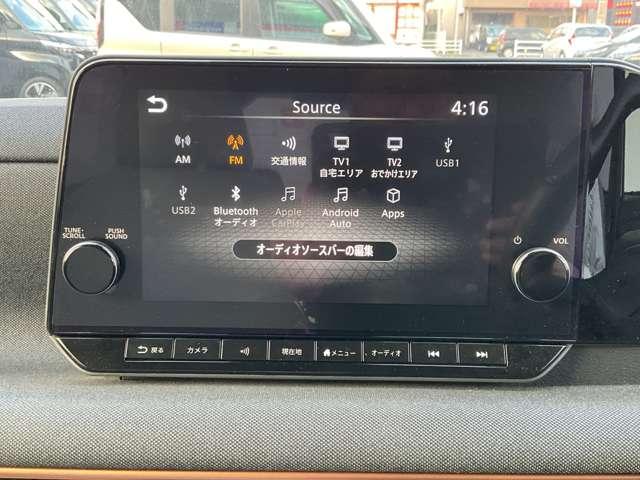 Source
4:16
AM
FM
交通情報
TV1
自宅エリア
TV2
おでかけエリア
USB1
USB2
Bluetooth
オーディオ
Apple
CarPlay
Android
Auto
Apps
オーディオソースバーの編集
TUNE·
SCROLL
PUSH
SOUND
VOL
戻る
カメラ
現在地
メニュー
オーディオ